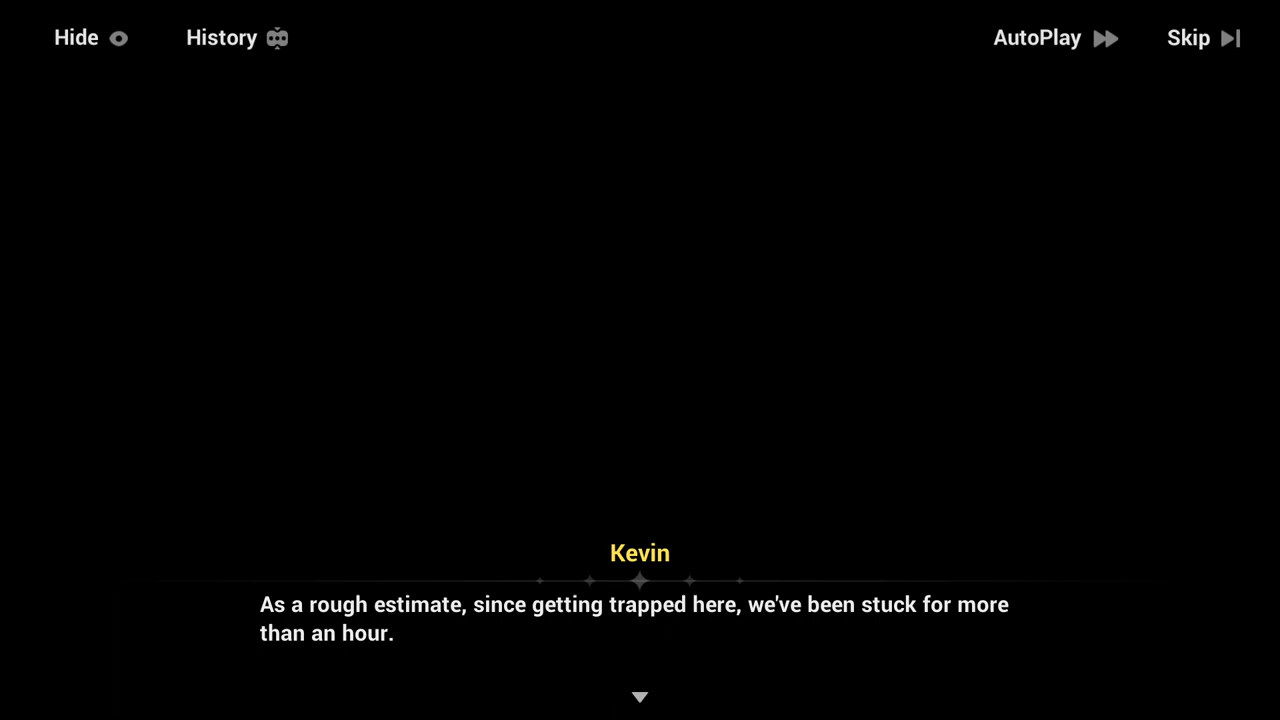 Hide
History
AutoPlay
Skip
Kevin
As a rough estimate, since getting trapped here, we've been stuck for more
than an hour.